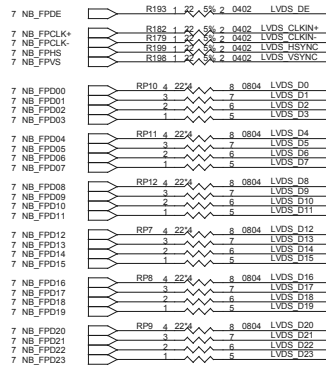 7 NB_FPDE R193 1 22 5% 2 0402 LVDS_DE
7 NB_FPCLK+ R182 1 22 5% 2 0402 LVDS_CLKIN+
7 NB_FPCLK- R179 1 22 5% 2 0402 LVDS_CLKIN-
7 NB_FPHS R199 1 22 5% 2 0402 LVDS_HSYNC
7 NB_FPVS R198 1 22 5% 2 0402 LVDS_VSYNC
7 NB_FPD00 RP10 4 22*4 8 0804 LVDS_D0
7 NB_FPD01 3 7 LVDS_D1
7 NB_FPD02 2 6 LVDS_D2
7 NB_FPD03 1 5 LVDS_D3
7 NB_FPD04 RP11 4 22*4 8 0804 LVDS_D4
7 NB_FPD05 3 7 LVDS_D5
7 NB_FPD06 2 6 LVDS_D6
7 NB_FPD07 1 5 LVDS_D7
7 NB_FPD08 RP12 4 22*4 8 0804 LVDS_D8
7 NB_FPD09 3 7 LVDS_D9
7 NB_FPD10 2 6 LVDS_D10
7 NB_FPD11 1 5 LVDS_D11
7 NB_FPD12 RP7 4 22*4 8 0804 LVDS_D12
7 NB_FPD13 3 7 LVDS_D13
7 NB_FPD14 2 6 LVDS_D14
7 NB_FPD15 1 5 LVDS_D15
7 NB_FPD16 RP8 4 22*4 8 0804 LVDS_D16
7 NB_FPD17 3 7 LVDS_D17
7 NB_FPD18 2 6 LVDS_D18
7 NB_FPD19 1 5 LVDS_D19
7 NB_FPD20 RP9 4 22*4 8 0804 LVDS_D20
7 NB_FPD21 3 7 LVDS_D21
7 NB_FPD22 2 6 LVDS_D22
7 NB_FPD23 1 5 LVDS_D23